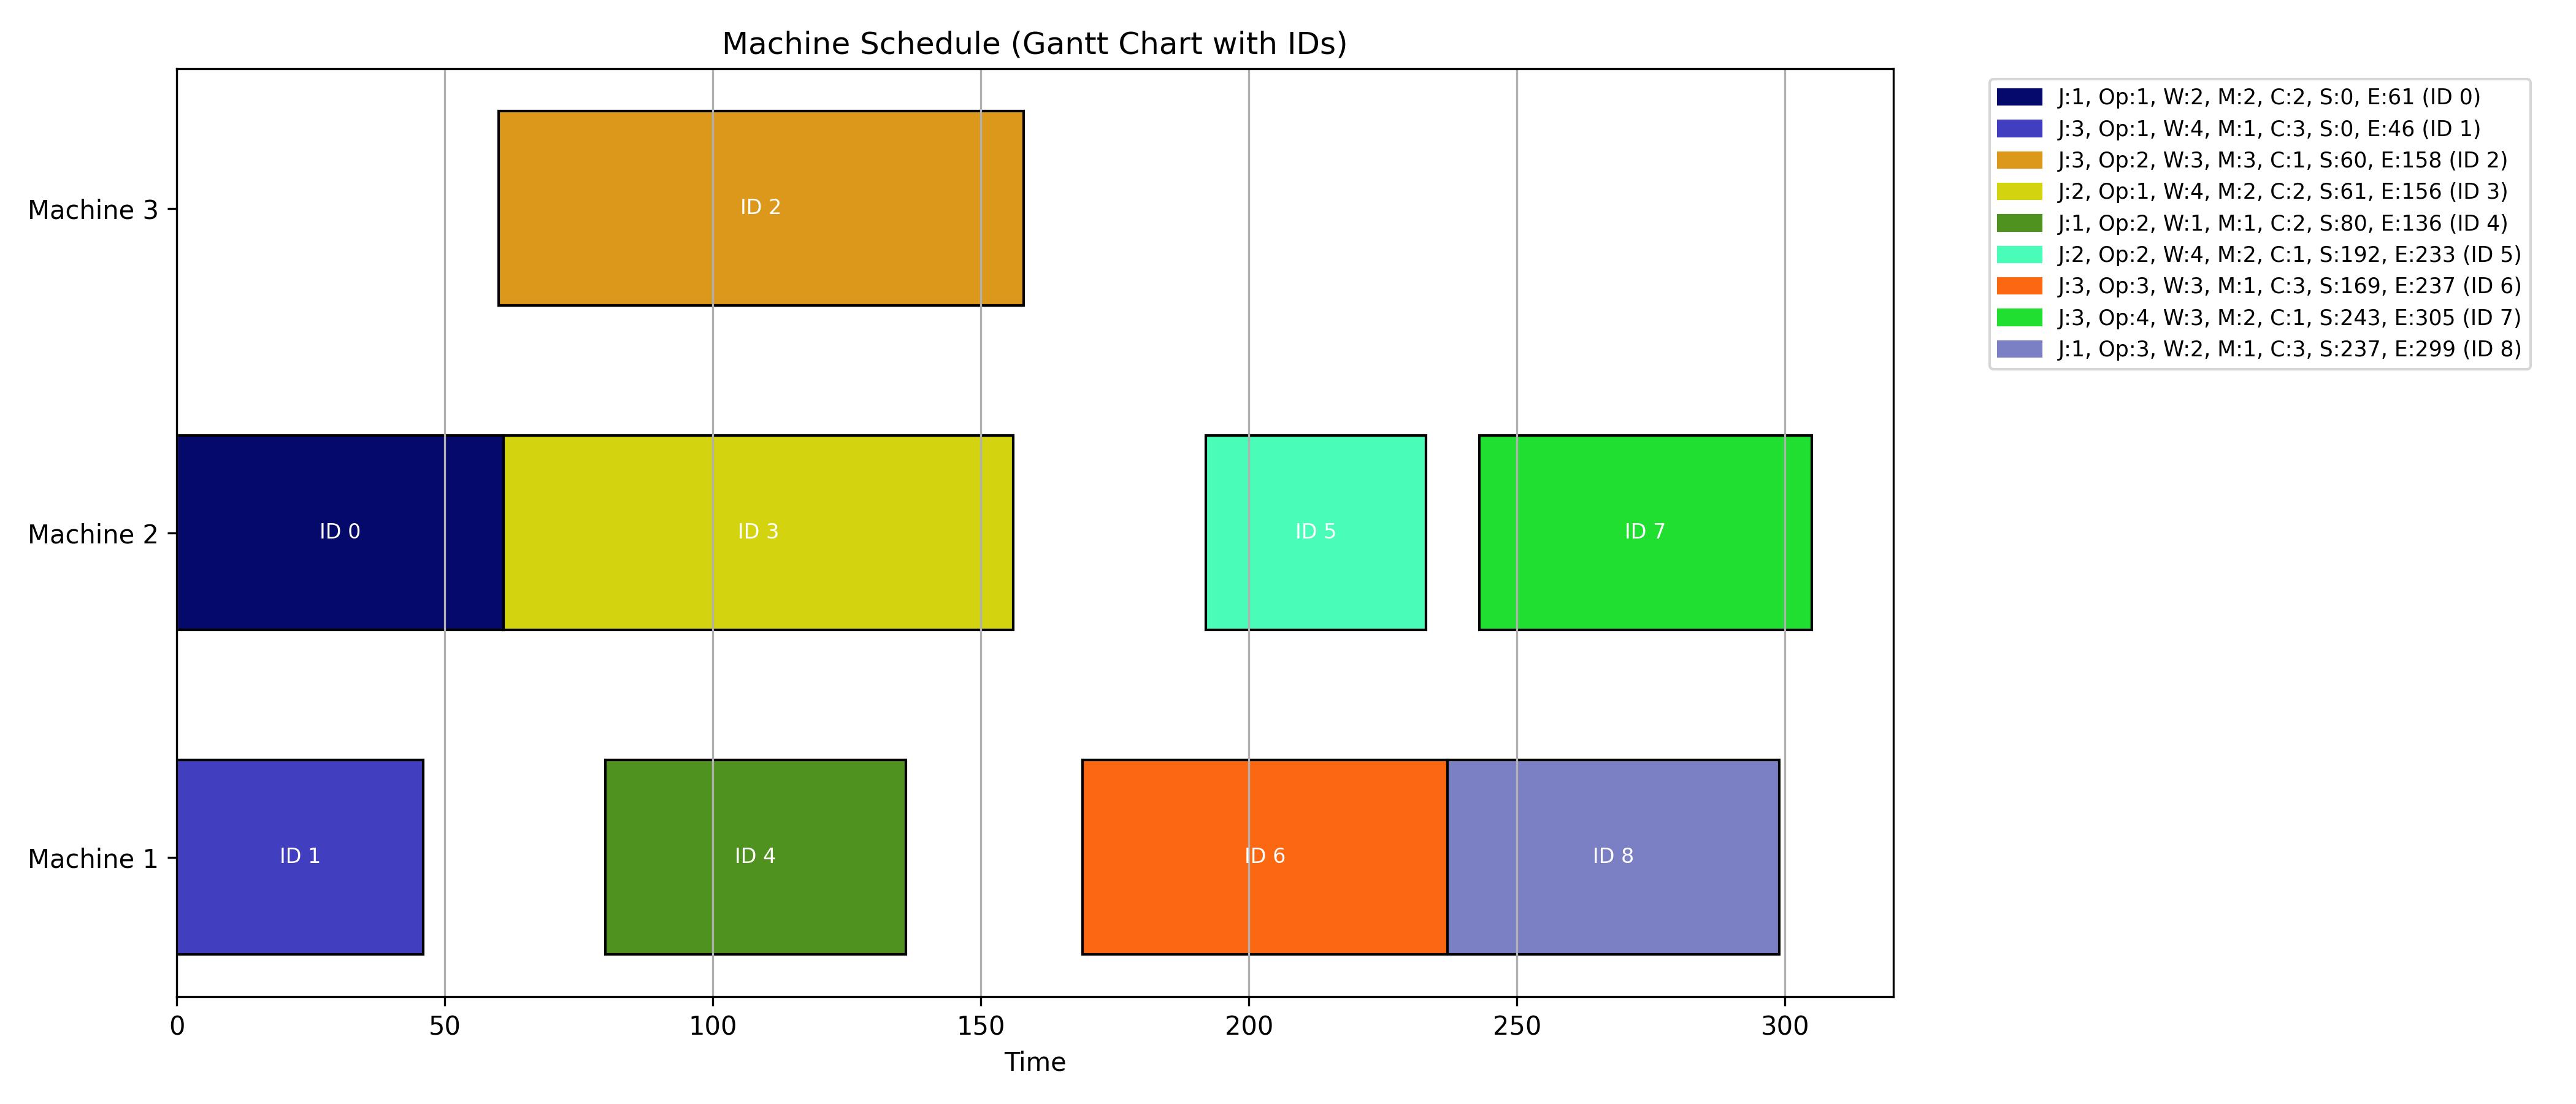 Machine Schedule (Gantt Chart with IDs)
J:1, Op:1, W:2, M:2, C:2, S:0, E:61 (ID 0)
J:3, Op:1, W:4, M:1, C:3, S:0, E:46 (ID 1)
J:3, Op:2, W:3, M:3, C:1, S:60, E:158 (ID 2)
J:2, Op:1, W:4, M:2, C:2, S:61, E:156 (ID 3)
J:1, Op:2, W:1, M:1, C:2, S:80, E:136 (ID 4)
J:2, Op:2, W:4, M:2, C:1, S:192, E:233 (ID 5)
J:3, Op:3, W:3, M:1, C:3, S:169, E:237 (ID 6)
J:3, Op:4, W:3, M:2, C:1, S:243, E:305 (ID 7)
J:1, Op:3, W:2, M:1, C:3, S:237, E:299 (ID 8)
Machine 3
ID 2
Machine 2
ID 0
ID 3
ID 5
ID 7
Machine 1
ID 1
ID 4
ID 6
ID 8
0 50 100 150 200 250 300
Time